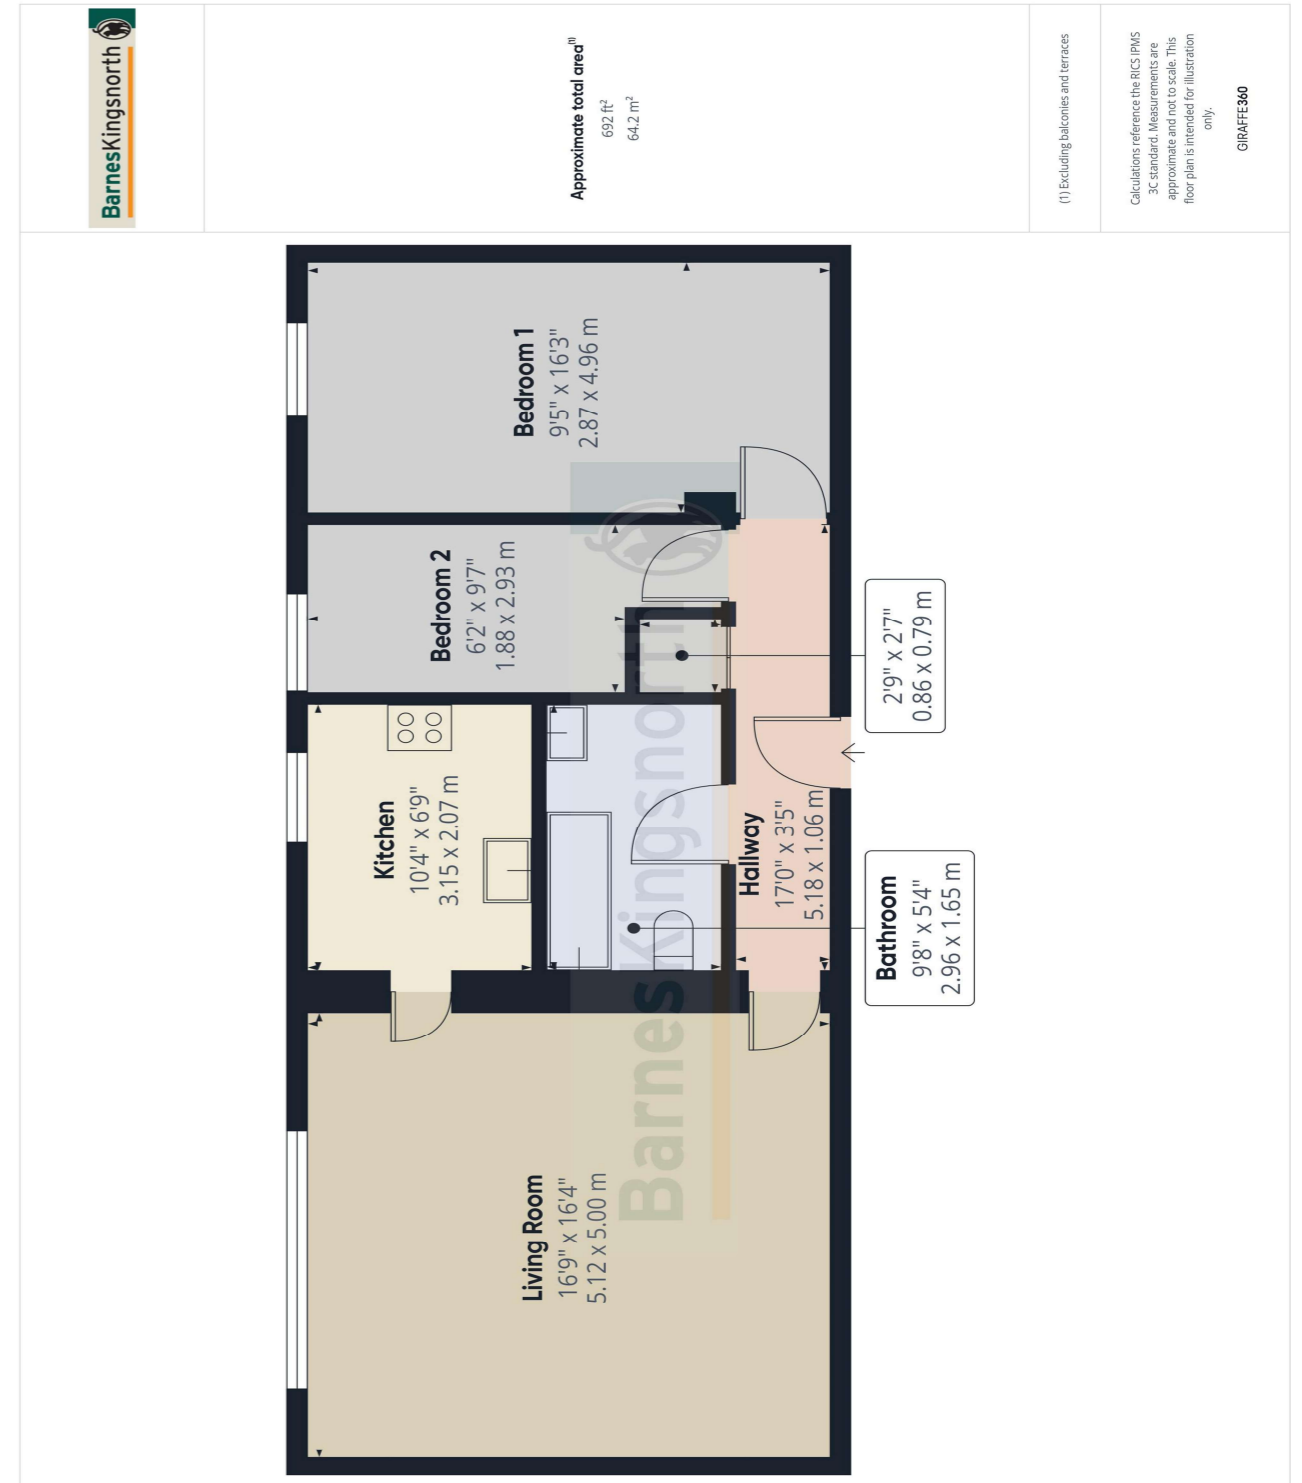 Living Room
16'9" x 16'4"
5.12 x 5.00 m
Kitchen
10'4" x 6'9"
3.15 x 2.07 m
Bedroom 2
6'2" x 9'7"
1.88 x 2.93 m
Bedroom 1
9'5" x 16'3"
2.87 x 4.96 m
Hallway
17'0" x 3'5"
5.18 x 1.06 m
Bathroom
9'8" x 5'4"
2.96 x 1.65 m
2'9" x 2'7"
0.86 x 0.79 m
BarnesKingsnorth
BarnesKingsnorth
Approximate total area(1)
692 ft²
64.2 m²
(1) Excluding balconies and terraces
Calculations reference the RICS IPMS
3C standard. Measurements are
approximate and not to scale. This
floor plan is intended for illustration
only.
GIRAFFE360